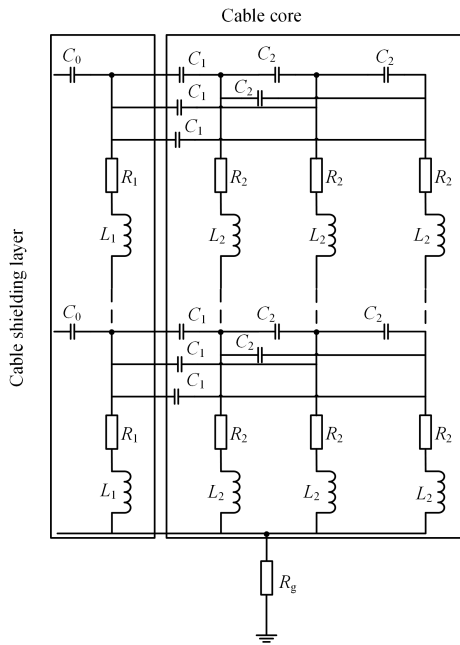 Cable core
C0 C1 C2 C2
C1 C2
C1
R1 R2 R2 R2
L1 L2 L2 L2
Cable shielding layer
C0 C1 C2 C2
C1 C2
C1
R1 R2 R2 R2
L1 L2 L2 L2
Rg